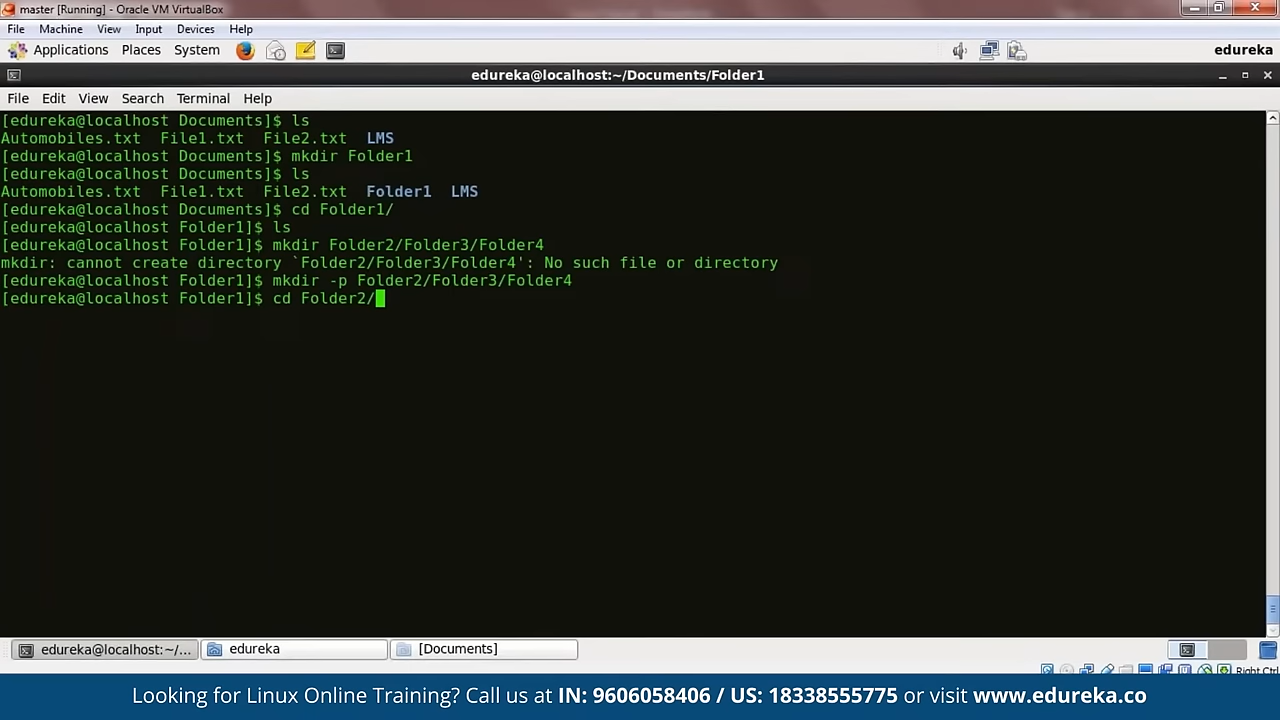 master [Running] - Oracle VM VirtualBox
File Machine View Input Devices Help
Applications Places System edureka
edureka@localhost:~/Documents/Folder1
File Edit View Search Terminal Help
[edureka@localhost Documents]$ ls
Automobiles.txt File1.txt File2.txt LMS
[edureka@localhost Documents]$ mkdir Folder1
[edureka@localhost Documents]$ ls
Automobiles.txt File1.txt File2.txt Folder1 LMS
[edureka@localhost Documents]$ cd Folder1/
[edureka@localhost Folder1]$ ls
[edureka@localhost Folder1]$ mkdir Folder2/Folder3/Folder4
mkdir: cannot create directory `Folder2/Folder3/Folder4': No such file or directory
[edureka@localhost Folder1]$ mkdir -p Folder2/Folder3/Folder4
[edureka@localhost Folder1]$ cd Folder2/
edureka@localhost:~/... edureka [Documents]
Right Ctrl
Looking for Linux Online Training? Call us at IN: 9606058406 / US: 18338555775 or visit www.edureka.co